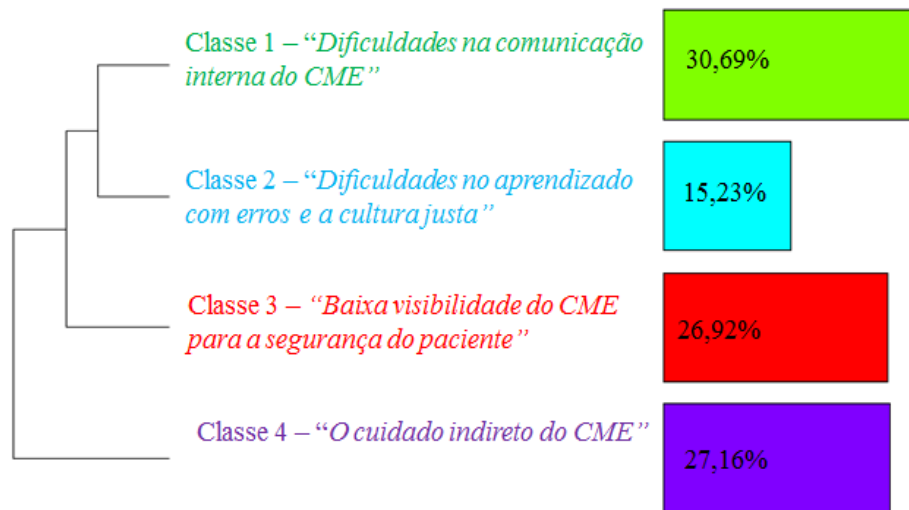 Classe 1 – “Dificuldades na comunicação
interna do CME”
30,69%
Classe 2 – “Dificuldades no aprendizado
com erros e a cultura justa”
15,23%
Classe 3 – “Baixa visibilidade do CME
para a segurança do paciente”
26,92%
Classe 4 – “O cuidado indireto do CME”
27,16%